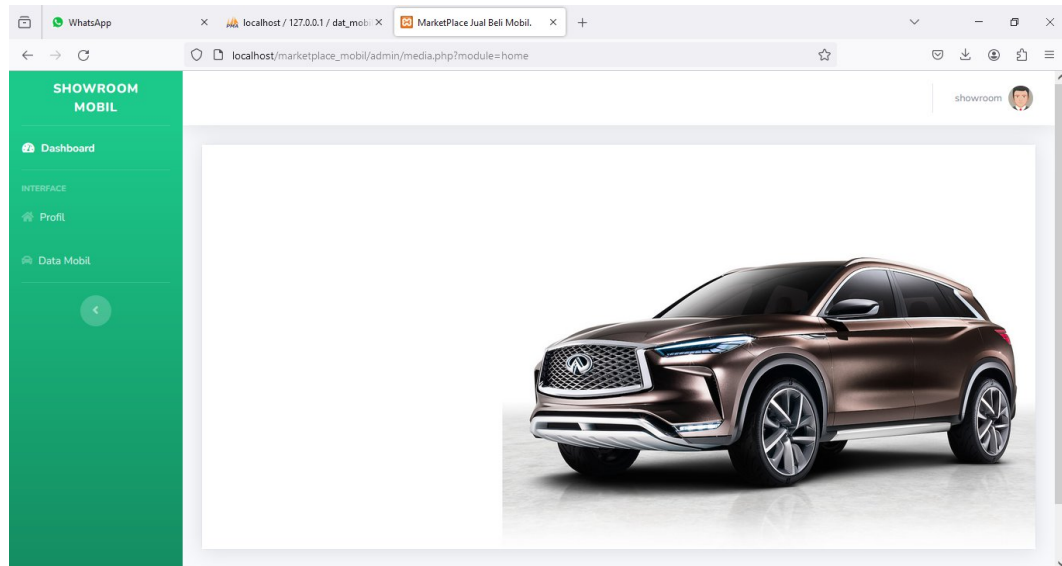 WhatsApp
localhost / 127.0.0.1 / dat_mobi
MarketPlace Jual Beli Mobil.
localhost/marketplace_mobil/admin/media.php?module=home
SHOWROOM
MOBIL
showroom
Dashboard
INTERFACE
Profil
Data Mobil